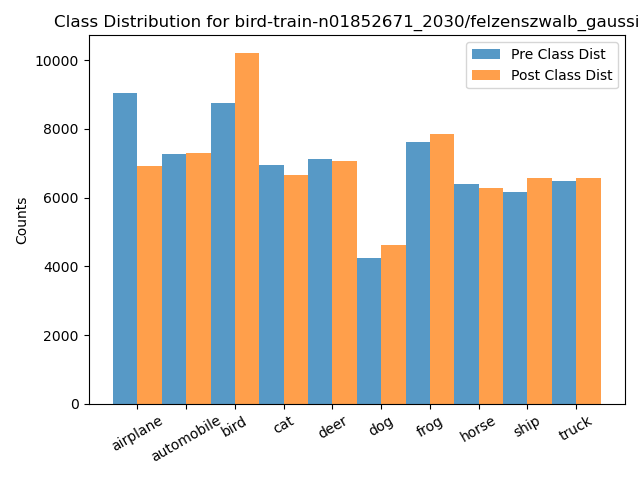 Class Distribution for bird-train-n01852671_2030/felzenszwalb_gaussi
Pre Class Dist
Post Class Dist
Counts
10000
8000
6000
4000
2000
0
airplane
automobile
bird
cat
deer
dog
frog
horse
ship
truck